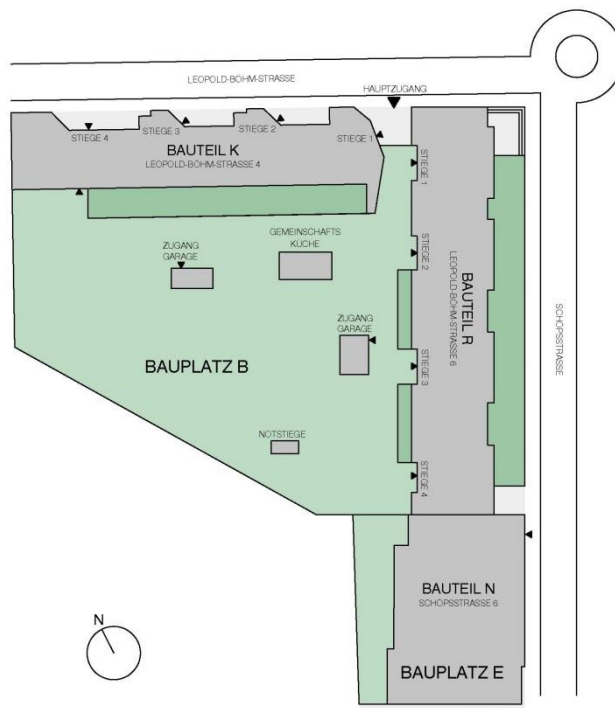 LEOPOLD-BÖHM-STRASSE
HAUPTZUGANG
STIEGE 4
STIEGE 3
STIEGE 2
STIEGE 1
BAUTEIL K
LEOPOLD-BÖHM-STRASSE 4
STIEGE 1
STIEGE 2
STIEGE 3
STIEGE 4
BAUTEIL R
LEOPOLD-BÖHM-STRASSE 6
SCHÖPSSTRASSE
ZUGANG
GARAGE
GEMEINSCHAFTS
KÜCHE
ZUGANG
GARAGE
BAUPLATZ B
NOTSTIEGE
BAUTEIL N
SCHÖPSSTRASSE 6
BAUPLATZ E
N